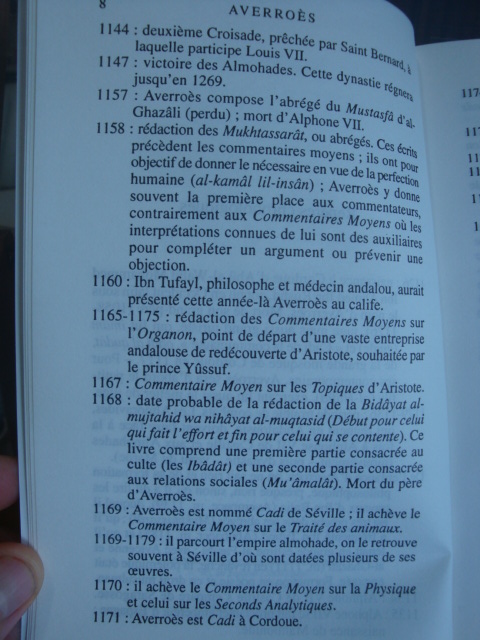 8
AVERROÈS
1144 : deuxième Croisade, prêchée par Saint Bernard, à
laquelle participe Louis VII.
1147 : victoire des Almohades. Cette dynastie régnera
jusqu'en 1269.
1157 : Averroès compose l'abrégé du Mustasfâ d'al-
Ghazâli (perdu) ; mort d'Alphone VII.
1158 : rédaction des Mukhtassarât, ou abrégés. Ces écrits
précèdent les commentaires moyens ; ils ont pour
objectif de donner le nécessaire en vue de la perfection
humaine (al-kamâl lil-insân) ; Averroès y donne
souvent la première place aux commentateurs,
contrairement aux Commentaires Moyens où les
interprétations connues de lui sont des auxiliaires
pour compléter un argument ou prévenir une
objection.
1160 : Ibn Tufayl, philosophe et médecin andalou, aurait
présenté cette année-là Averroès au calife.
1165-1175 : rédaction des Commentaires Moyens sur
l'Organon, point de départ d'une vaste entreprise
andalouse de redécouverte d'Aristote, souhaitée par
le prince Yûssuf.
1167 : Commentaire Moyen sur les Topiques d'Aristote.
1168 : date probable de la rédaction de la Bidâyat al-
mujtahid wa nihâyat al-muqtasid (Début pour celui
qui fait l'effort et fin pour celui qui se contente). Ce
livre comprend une première partie consacrée au
culte (les Ibâdât) et une seconde partie consacrée
aux relations sociales (Mu'âmalât). Mort du père
d'Averroès.
1169 : Averroès est nommé Cadi de Séville ; il achève le
Commentaire Moyen sur le Traité des animaux.
1169-1179 : il parcourt l'empire almohade, on le retrouve
souvent à Séville d'où sont datées plusieurs de ses
œuvres.
1170 : il achève le Commentaire Moyen sur la Physique
et celui sur les Seconds Analytiques.
1171 : Averroès est Cadi à Cordoue.